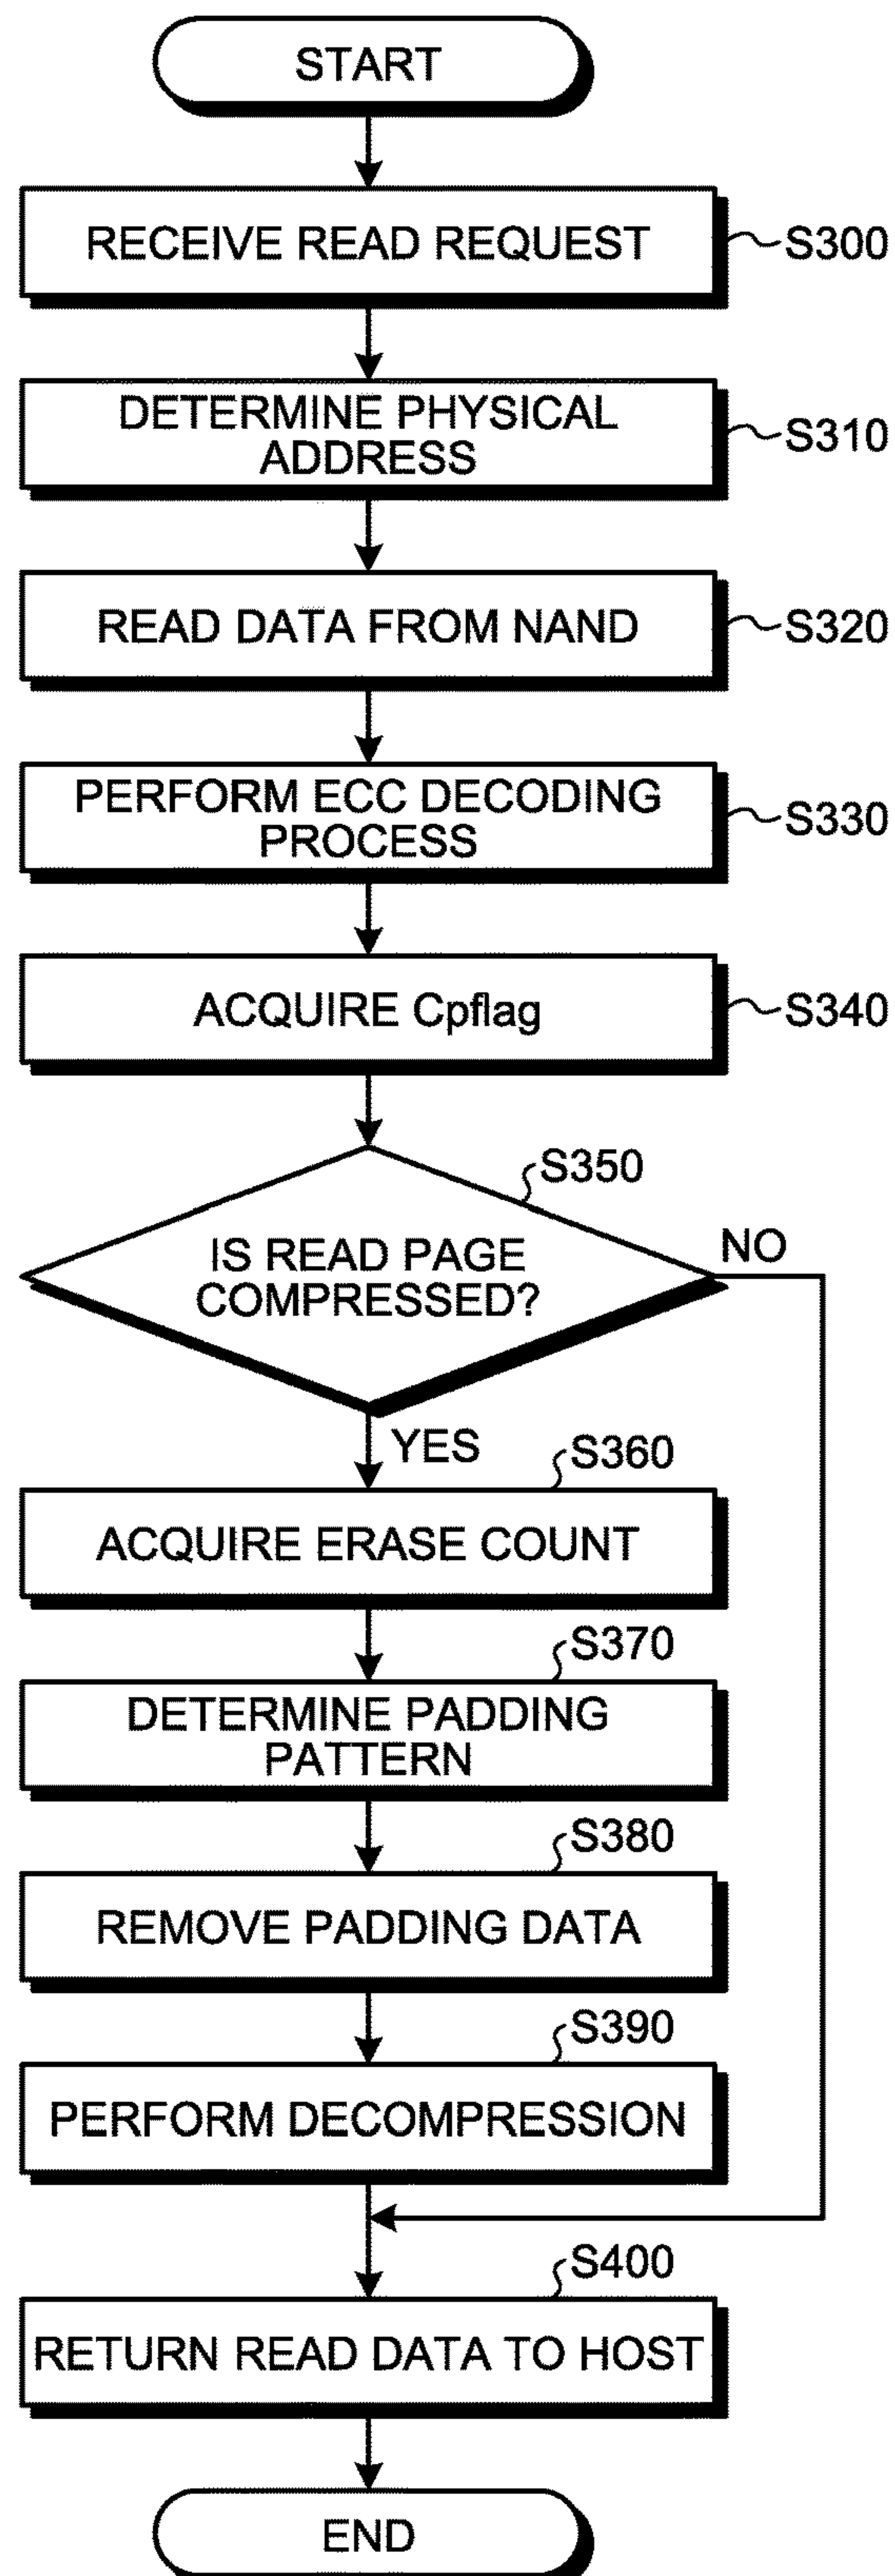 START
RECEIVE READ REQUEST
S300
DETERMINE PHYSICAL
ADDRESS
S310
READ DATA FROM NAND
S320
PERFORM ECC DECODING
PROCESS
S330
ACQUIRE Cpflag
S340
S350
IS READ PAGE
COMPRESSED?
NO
YES
S360
ACQUIRE ERASE COUNT
S370
DETERMINE PADDING
PATTERN
S380
REMOVE PADDING DATA
S390
PERFORM DECOMPRESSION
S400
RETURN READ DATA TO HOST
END